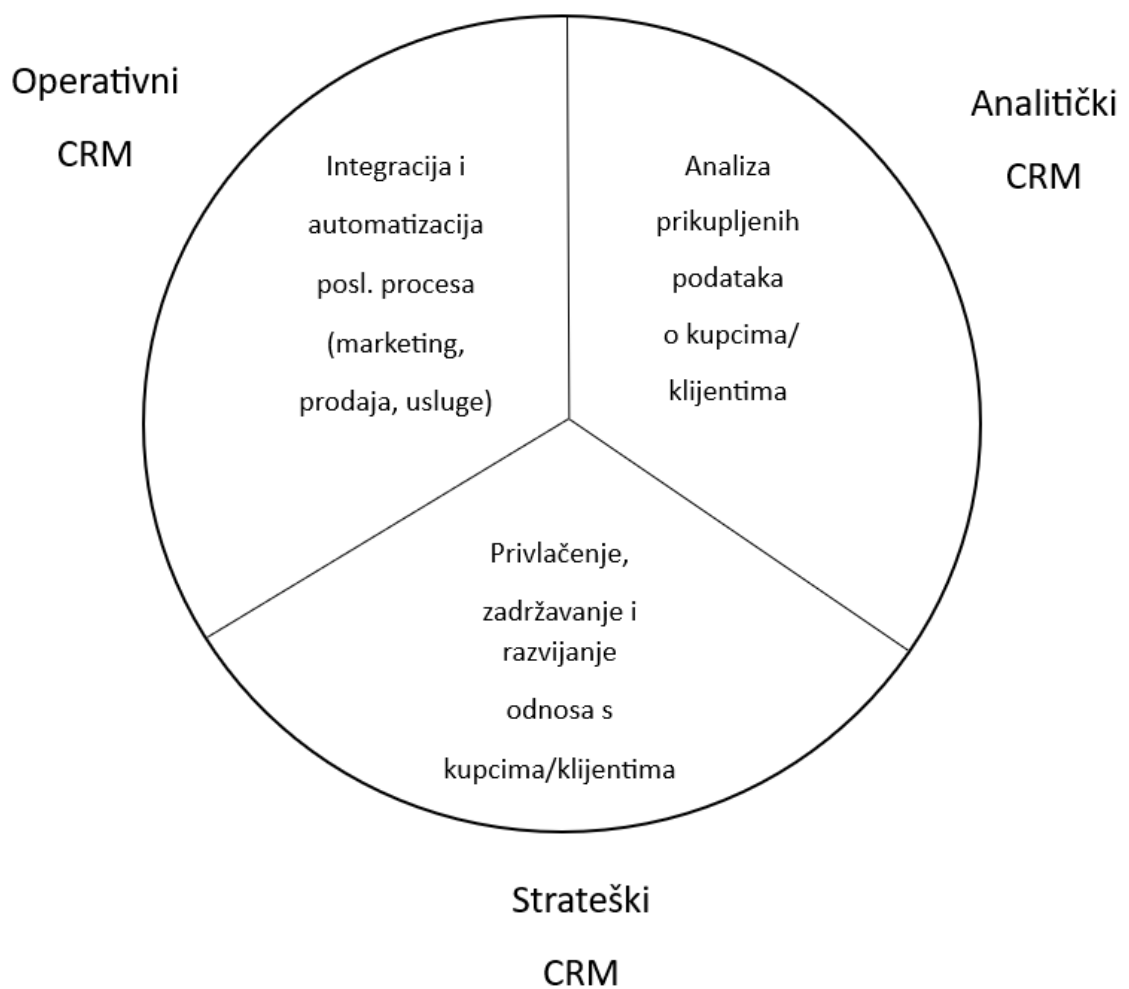 Operativni
CRM
Integracija i
automatizacija
posl. procesa
(marketing,
prodaja, usluge)
Analitički
CRM
Analiza
prikupljenih
podataka
o kupcima/
klijentima
Privlačenje,
zadržavanje i
razvijanje
odnosa s
kupcima/klijentima
Strateški
CRM